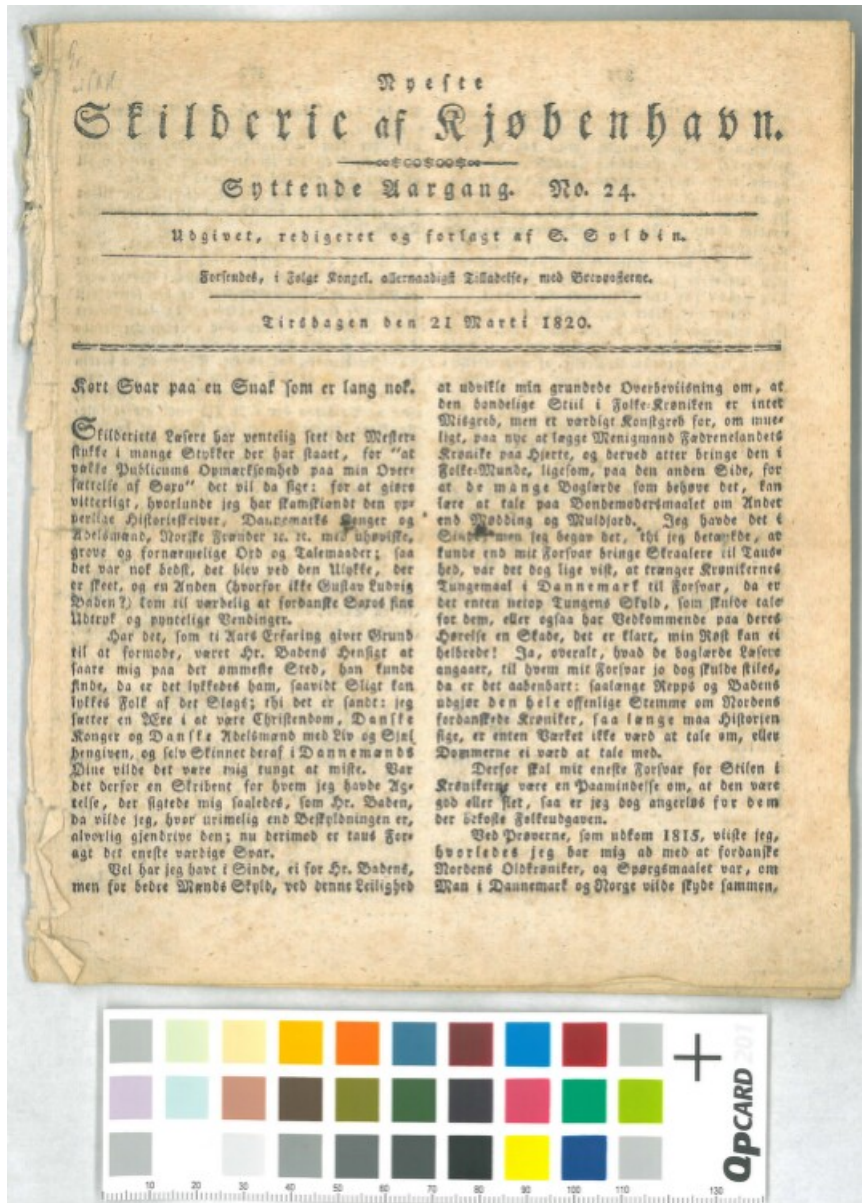 Nyeste
Skilderie af Kjøbenhavn.
Syttende Aargang. No. 24.
Udgivet, redigeret og forlagt af S. Soldin.
Forsendes, i Følge Kongel. allernaadigst Tilladelse, med Brevposterne.
Tirsdagen den 21 Marti 1820.
Kort Svar paa en Snak som er lang nok.
Skilderiets Læsere har ventelig seet det Mester-
stykke i mange Stykker der har staaet, for "at
vække Publicums Opmærksomhed paa min Over-
sættelse af Saxo" det vil da sige: for at giøre
vitterligt, hvorlunde jeg har skamskiændt den yp-
perlige Historieskriver, Dannemarks Konger og
Adelsmænd, Norske Frænder ic. ic. med uhøviske,
grove og fornærmelige Ord og Talemaader; saa
det var nok bedst, det blev ved den Ulykke, der
er skeet, og en Anden (hvorfor ikke Gustav Ludvig
Baden?) kom til værdelig at fordanske Saxos fine
Udtryk og pyntelige Vendinger.
Har det, som ti Aars Erfaring giver Grund
til at formode, været Hr. Badens Hensigt at
saare mig paa det ømmeste Sted, han kunde
finde, da er det lykkedes ham, saavidt Sligt kan
lykkes Folk af det Slags; thi det er sandt: jeg
sætter en Ære i at være Christendom, Danske
Konger og Danske Adelsmænd med Liv og Siæl
hengiven, og selv Skinnet deraf i Dannemænds
Øine vilde det være mig tungt at miste. Var
det derfor en Skribent for hvem jeg havde Ag-
telse, der sigtede mig saaledes, som Hr. Baden,
da vilde jeg, hvor urimelig end Beskyldningen er,
alvorlig gjendrive den; nu derimod er taus For-
agt det eneste værdige Svar.
Vel har jeg havt i Sinde, ei for Hr. Badens,
men for bedre Mænds Skyld, ved denne Leilighed
at udvikle min grundede Overbeviisning om, at
den bondelige Stiil i Folke-Krøniken er intet
Misgreb, men et værdigt Konstgreb for, om mue-
ligt, paa nye at lægge Menigmand Fædrenelandets
Krønike paa Hjerte, og derved atter bringe den i
Folke-Munde, ligesom, paa den anden Side, for
at de mange Boglærde som behøve det, kan
lære at tale paa Bondemodersmaalet om Andet
end Mødding og Muldjord. Jeg havde det i
Sinde, men jeg begav det, thi jeg betænkde, at
kunde end mit Forsvar bringe Skraalere til Taus-
hed, var det dog lige vist, at trænger Krønikernes
Tungemaal i Dannemark til Forsvar, da er
det enten netop Tungens Skyld, som skulde tale
for dem, eller ogsaa har Vedkommende paa deres
Hørelse en Skade, det er klart, min Røst kan ei
helbrede! Ja, overalt, hvad de boglærde Læsere
angaaer, til hvem mit Forsvar jo dog skulde stiles,
da er det aabenbart: saalænge Repps og Badens
udgjør den hele offenlige Stemme om Nordens
fordanskede Krøniker, saa længe maa Historien
sige, er enten Værket ikke værd at tale om, eller
Dommerne ei værd at tale med.
Derfor skal mit eneste Forsvar for Stilen i
Krønikerne være en Paamindelse om, at den være
god eller slet, saa er jeg dog angerløs for dem
der bekoste Folkeudgaven.
Ved Prøverne, som udkom 1815, viiste jeg,
hvorledes jeg bar mig ad med at fordanske
Nordens Oldkrøniker, og Spørgsmaalet var, om
Man i Dannemark og Norge vilde skyde sammen,
QPCARD 201
10 20 30 40 50 60 70 80 90 100 110 130